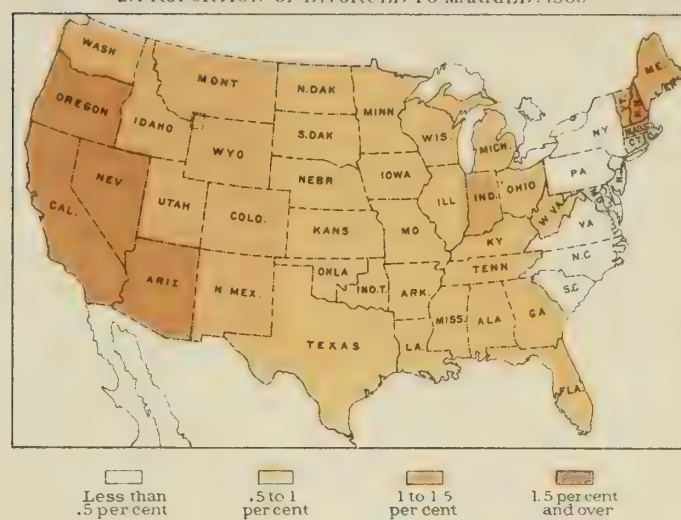 WASH
MONT
N.DAK
MINN
ME.
OREGON
IDAHO
WYO
S.DAK
WIS.
MICH.
NY
MASS
CT
NEV
UTAH
COLO.
NEBR
IOWA
ILL
IND.
OHIO
PA
CAL.
KANS
MO
KY
W VA
VA
ARIZ
N MEX.
OKLA
IND.T.
ARK.
TENN
N.C
S.C
TEXAS
LA
MISS.
ALA
GA
FLA.
Less than
.5 per cent
.5 to 1
per cent
1 to 1 5
per cent
1.5 per cent
and over